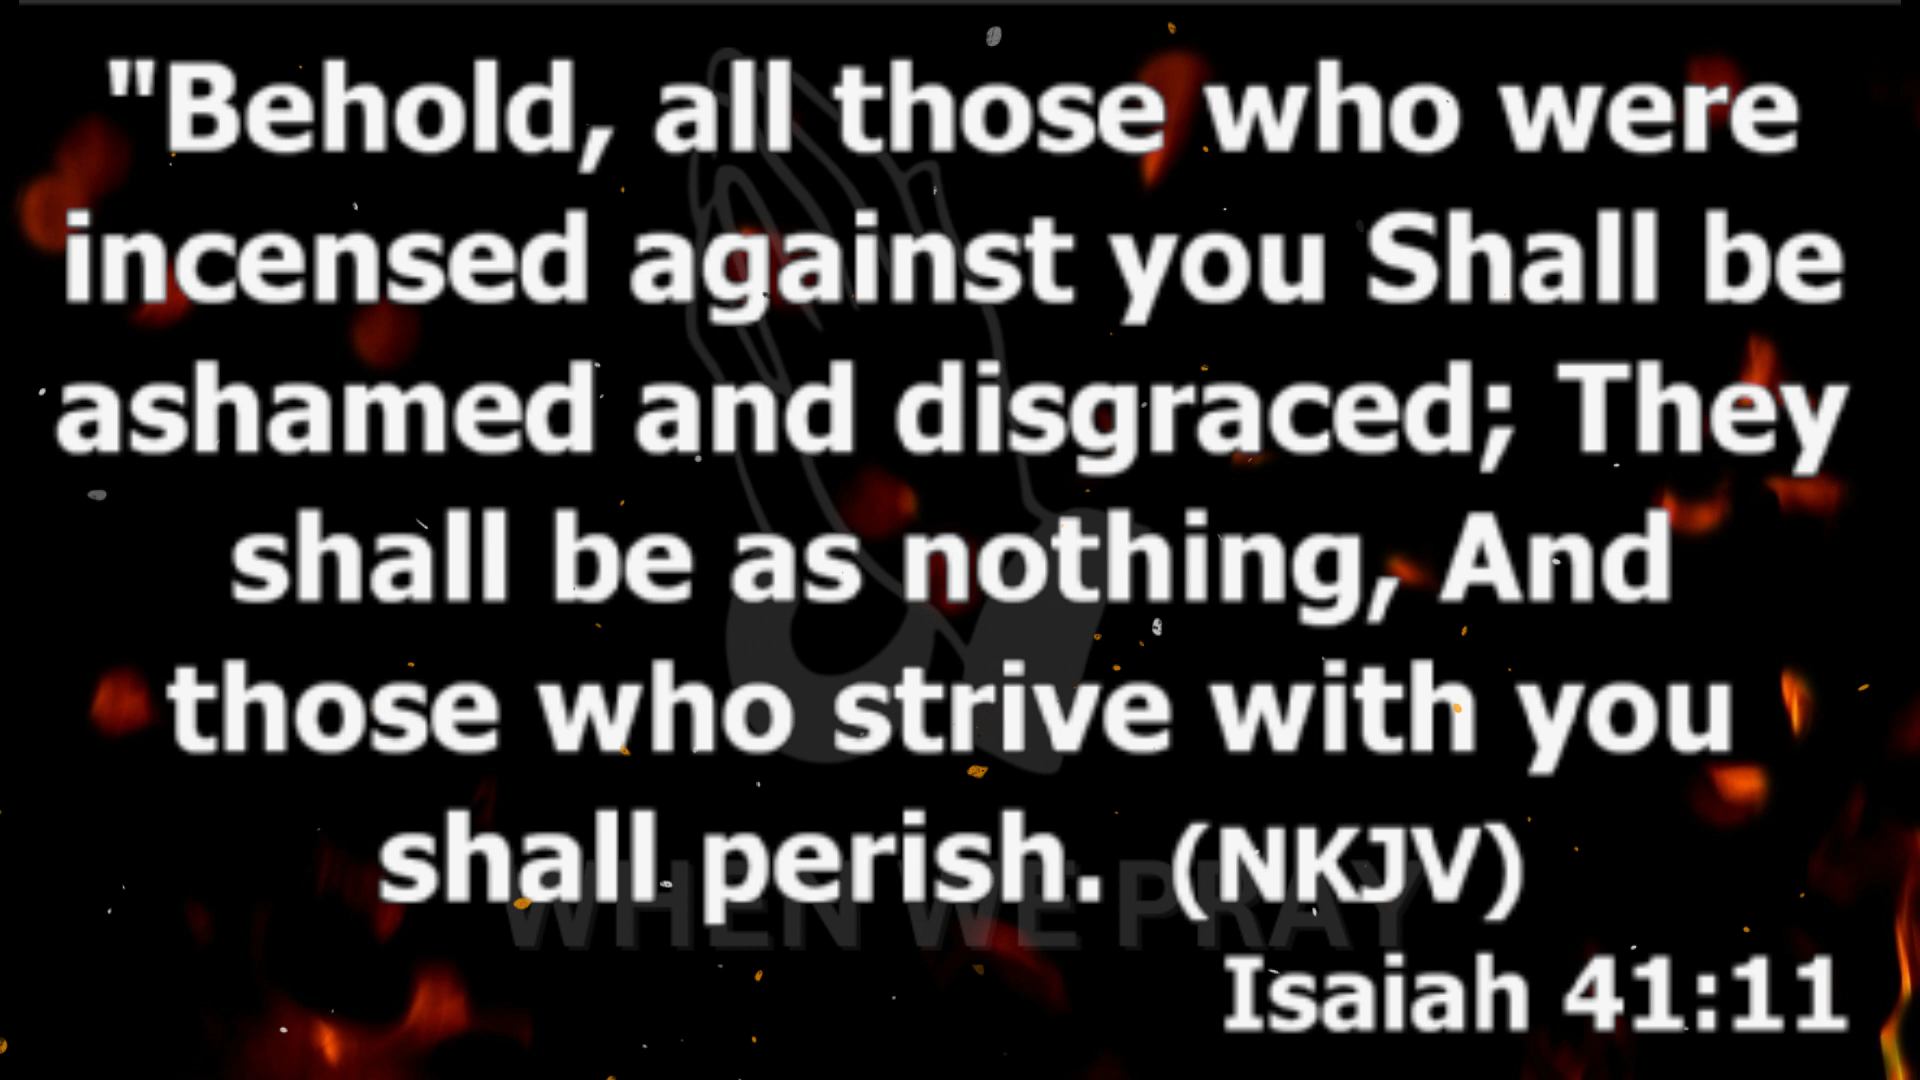 "Behold, all those who were
incensed against you Shall be
ashamed and disgraced; They
shall be as nothing, And
those who strive with you
shall perish. (NKJV)
WHEN WE PRAY
Isaiah 41:11